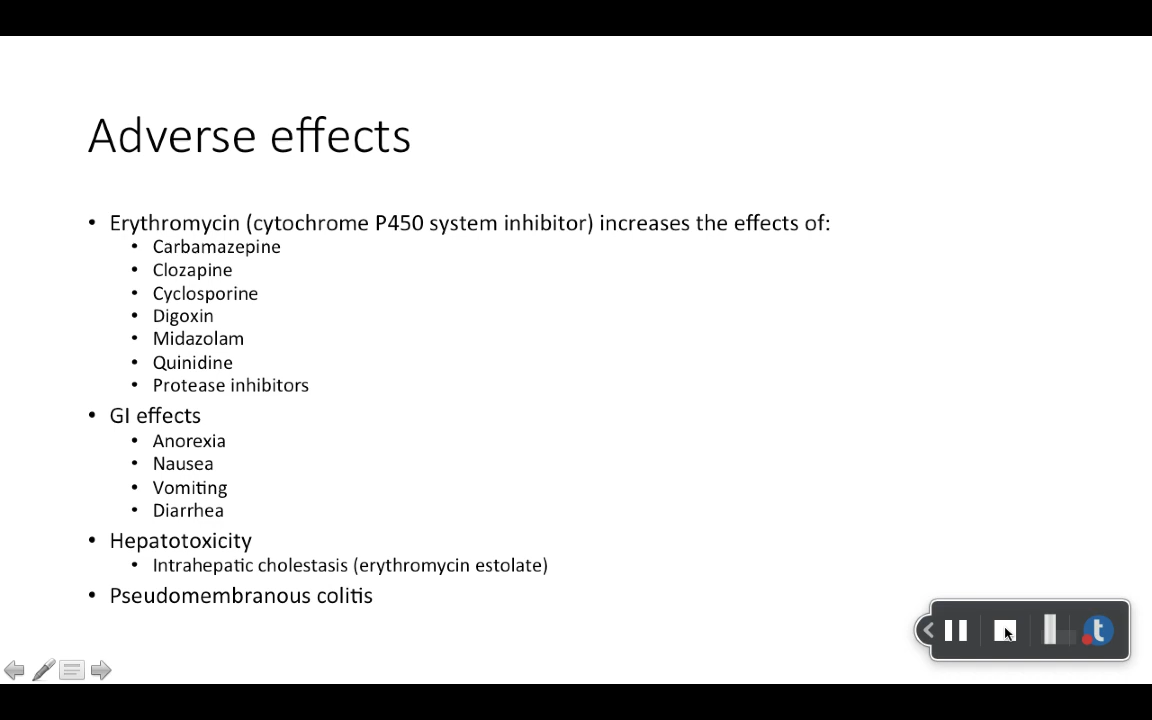 Adverse effects
• Erythromycin (cytochrome P450 system inhibitor) increases the effects of:
• Carbamazepine
• Clozapine
• Cyclosporine
• Digoxin
• Midazolam
• Quinidine
• Protease inhibitors
• GI effects
• Anorexia
• Nausea
• Vomiting
• Diarrhea
• Hepatotoxicity
• Intrahepatic cholestasis (erythromycin estolate)
• Pseudomembranous colitis
t